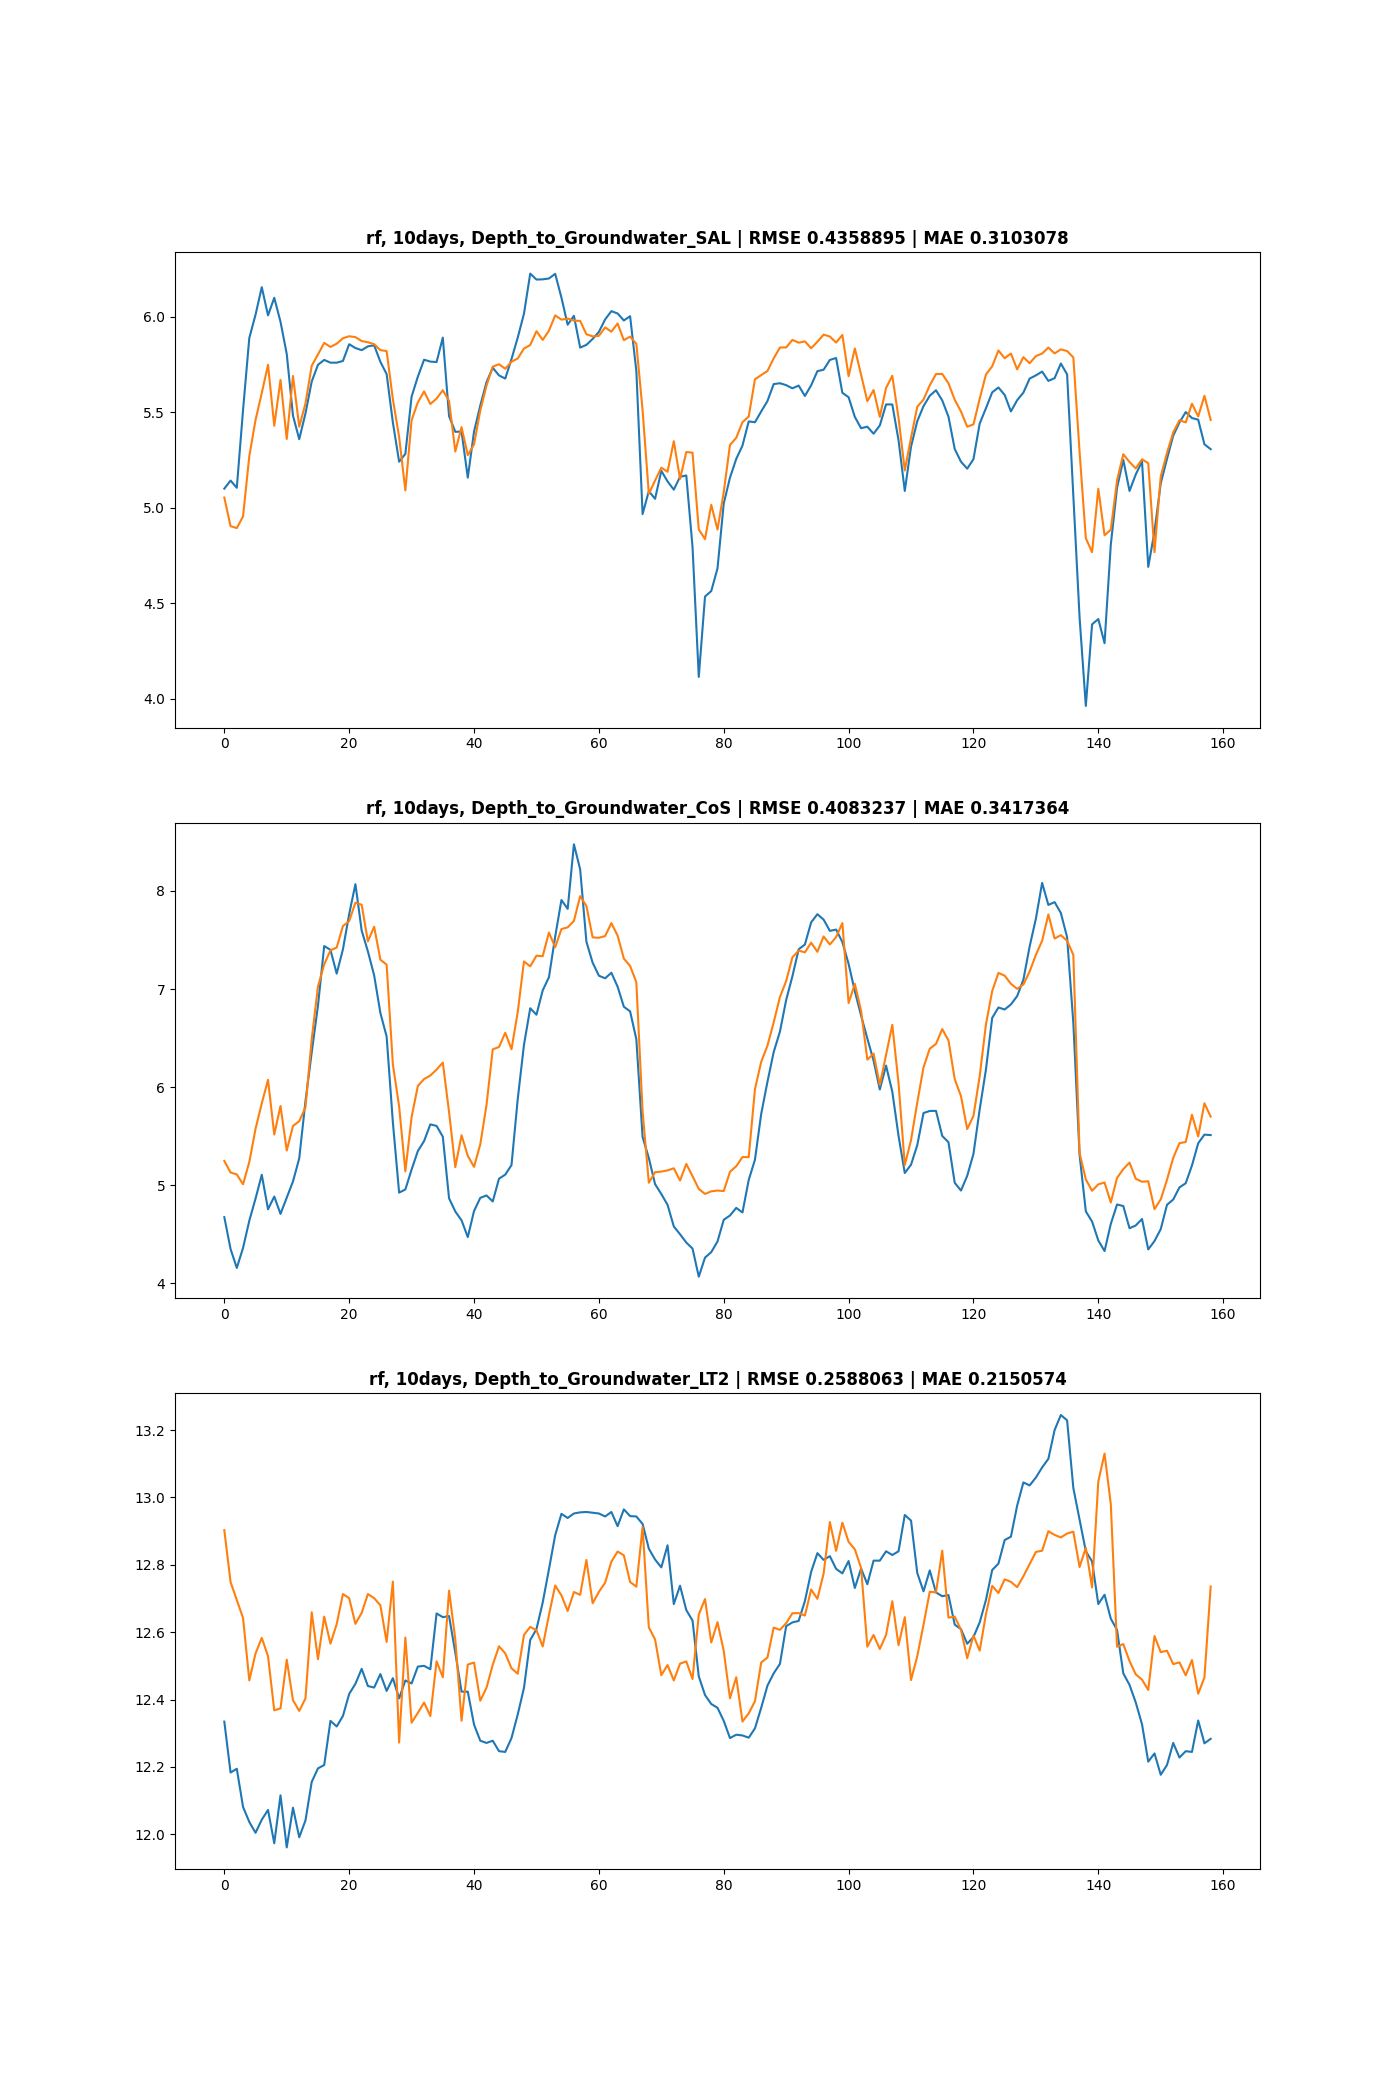 rf, 10days, Depth_to_Groundwater_SAL | RMSE 0.4358895 | MAE 0.3103078
6.0
5.5
5.0
4.5
4.0
0 20 40 60 80 100 120 140 160
rf, 10days, Depth_to_Groundwater_CoS | RMSE 0.4083237 | MAE 0.3417364
8
7
6
5
4
0 20 40 60 80 100 120 140 160
rf, 10days, Depth_to_Groundwater_LT2 | RMSE 0.2588063 | MAE 0.2150574
13.2
13.0
12.8
12.6
12.4
12.2
12.0
0 20 40 60 80 100 120 140 160